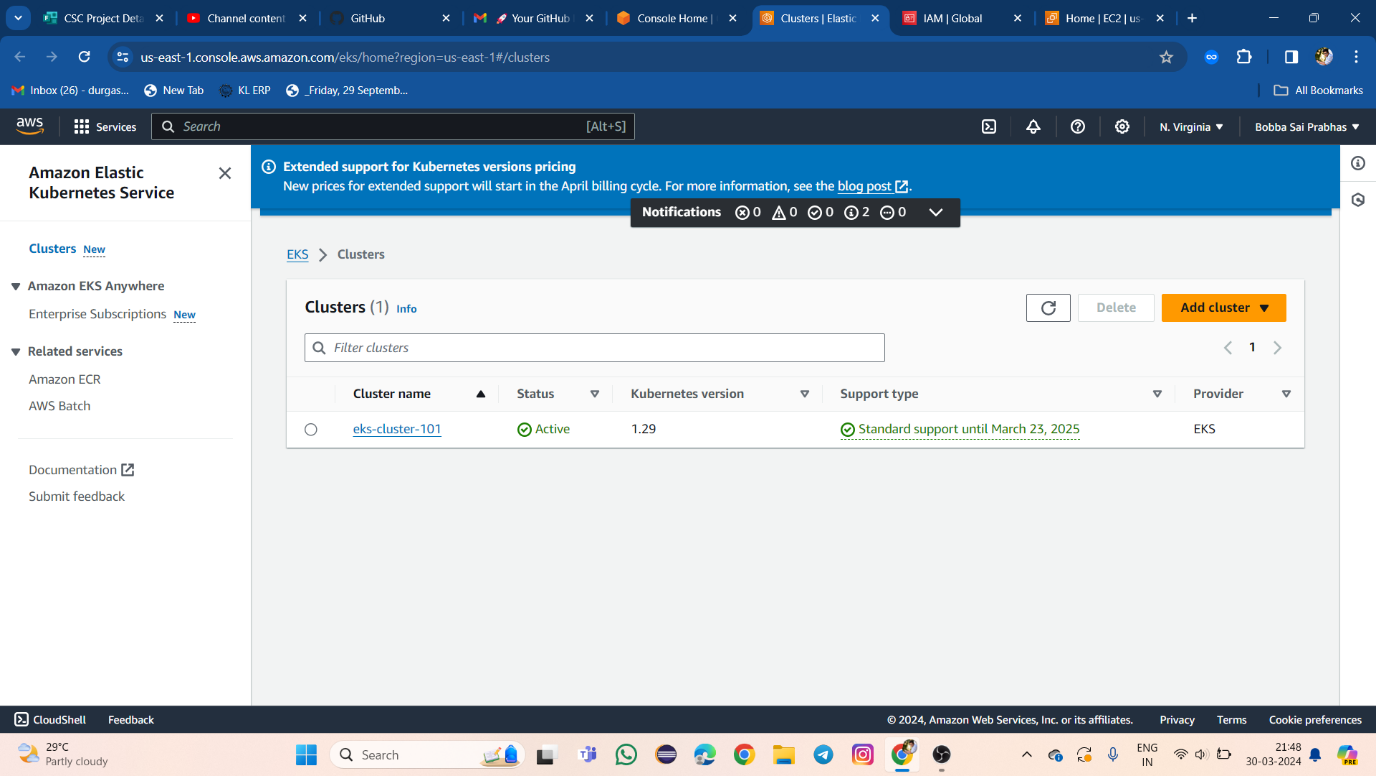 CSC Project Deta
Channel content
GitHub
Your GitHub
Console Home |
Clusters | Elastic
IAM | Global
Home | EC2 | us-
us-east-1.console.aws.amazon.com/eks/home?region=us-east-1#/clusters
Inbox (26) - durgas...
New Tab
KL ERP
_Friday, 29 Septemb...
All Bookmarks
aws
Services
Search
[Alt+S]
N. Virginia
Bobba Sai Prabhas
Amazon Elastic
Kubernetes Service
Clusters New
Amazon EKS Anywhere
Enterprise Subscriptions New
Related services
Amazon ECR
AWS Batch
Documentation
Submit feedback
Extended support for Kubernetes versions pricing
New prices for extended support will start in the April billing cycle. For more information, see the blog post.
Notifications 0 0 0 2 0
EKS Clusters
Clusters (1) Info
Delete
Add cluster
Filter clusters
1
Cluster name Status Kubernetes version Support type Provider
eks-cluster-101 Active 1.29 Standard support until March 23, 2025 EKS
CloudShell Feedback
© 2024, Amazon Web Services, Inc. or its affiliates. Privacy Terms Cookie preferences
29°C
Partly cloudy
Search
ENG
IN
21:48
30-03-2024
PRE